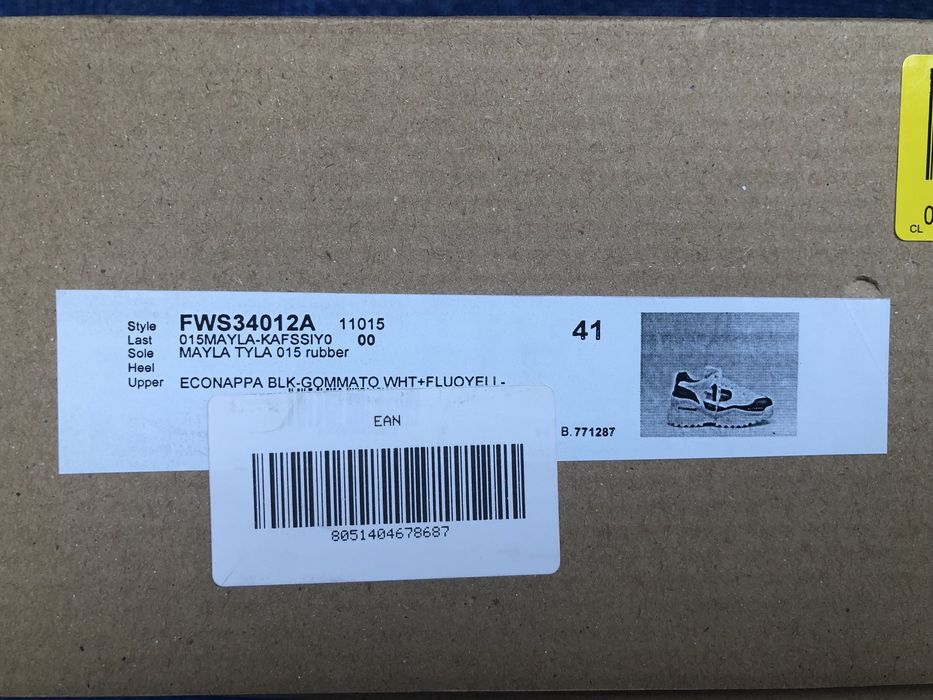 Style FWS34012A 11015
Last 015MAYLA-KAFSSIY0 00
Sole MAYLA TYLA 015 rubber
Heel
Upper ECONAPPA BLK-GOMMATO WHT+FLUOYELL-
41
B.771287
EAN
8051404678687
0
CL